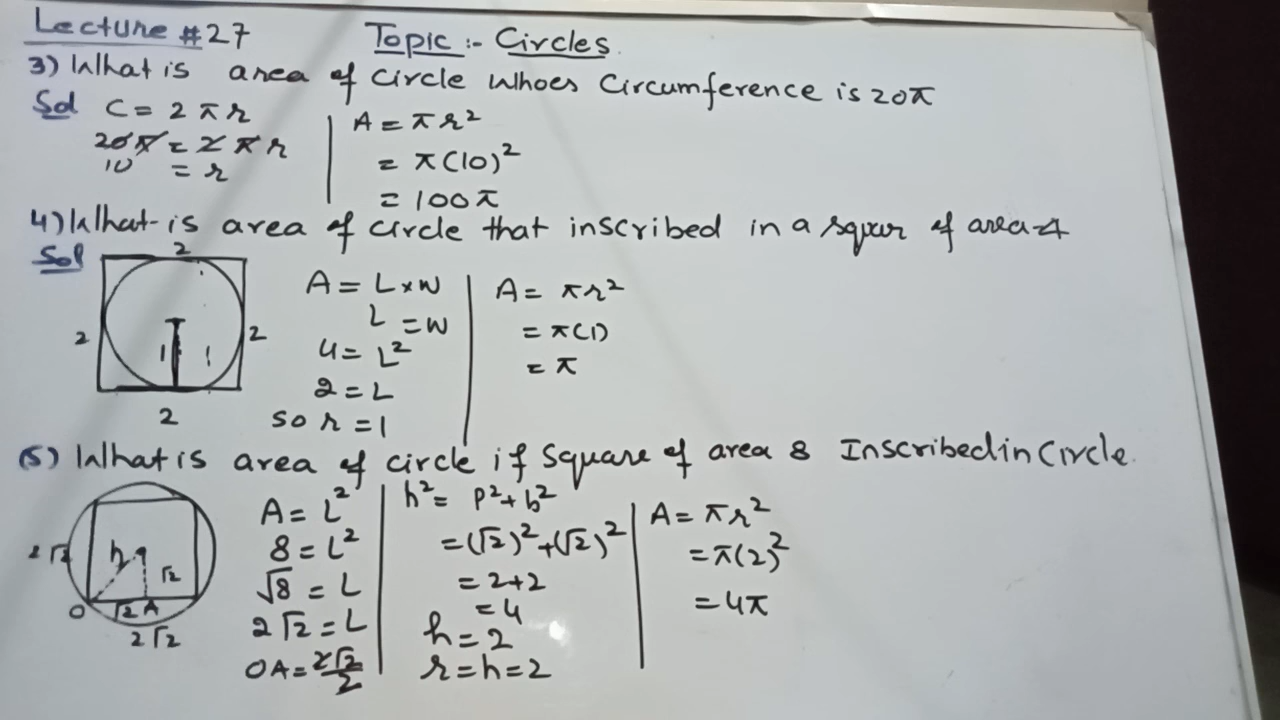 Lecture #27 Topic :- Circles.
3) What is area of circle whoes Circumference is 20π
Sol C = 2πr
20π = 2πr
10 = r
A = πr²
= π(10)²
= 100π
4) What is area of circle that inscribed in a squar of area 4
Sol
2
2
2
1
1
2
A = L×W
L = W
4 = L²
2 = L
so r = 1
A = πr²
= π(1)
= π
(5) What is area of circle if square of area 8 Inscribed in Circle.
2√2
h
√2
O √2 A
2√2
A = L²
8 = L²
√8 = L
2√2 = L
OA = 2√2/2
h² = p²+b²
= (√2)²+(√2)²
= 2+2
= 4
h = 2
r = h = 2
A = πr²
= π(2)²
= 4π